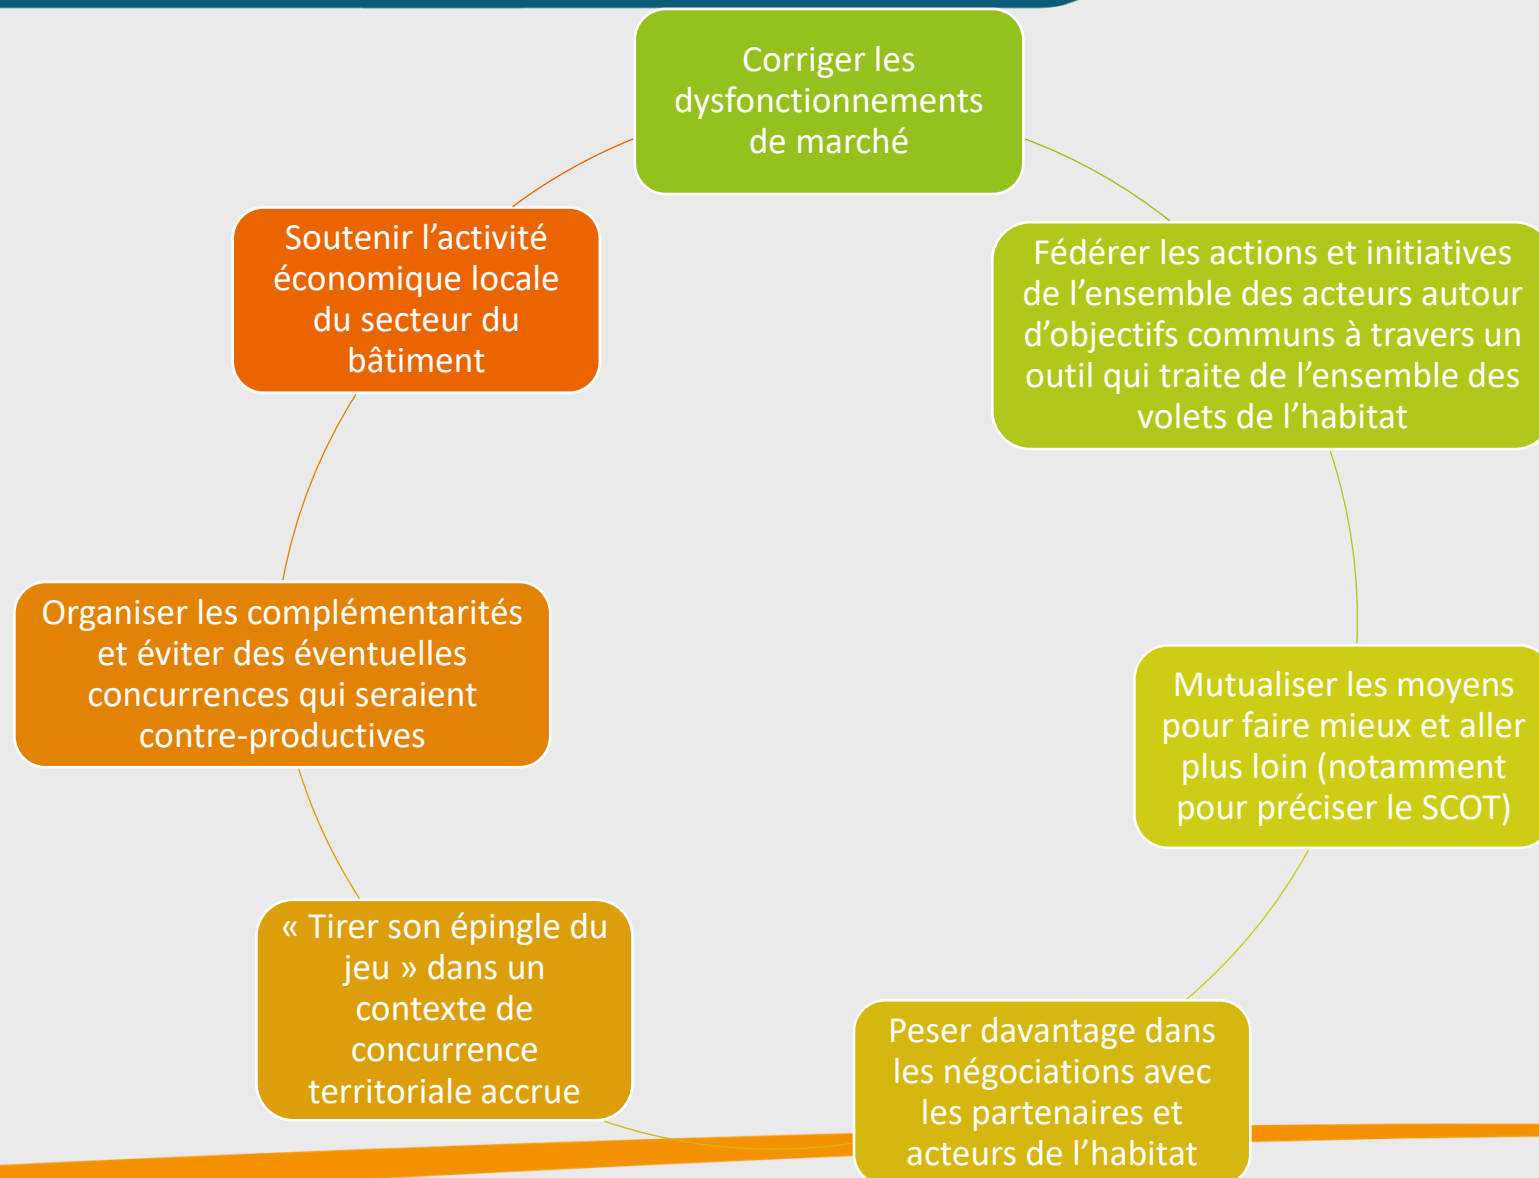 Corriger les
dysfonctionnements
de marché
Fédérer les actions et initiatives
de l’ensemble des acteurs autour
d’objectifs communs à travers un
outil qui traite de l’ensemble des
volets de l’habitat
Mutualiser les moyens
pour faire mieux et aller
plus loin (notamment
pour préciser le SCOT)
Peser davantage dans
les négociations avec
les partenaires et
acteurs de l’habitat
« Tirer son épingle du
jeu » dans un
contexte de
concurrence
territoriale accrue
Organiser les complémentarités
et éviter des éventuelles
concurrences qui seraient
contre-productives
Soutenir l’activité
économique locale
du secteur du
bâtiment